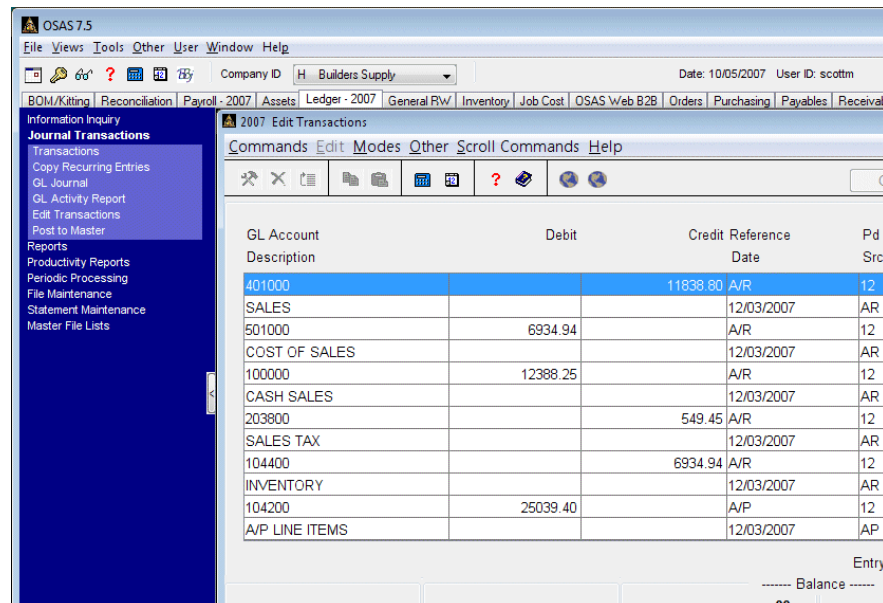 OSAS 7.5
File Views Tools Other User Window Help
Company ID H Builders Supply Date: 10/05/2007 User ID: scottm
BOM/Kitting Reconciliation Payroll - 2007 Assets Ledger - 2007 General RW Inventory Job Cost OSAS Web B2B Orders Purchasing Payables Receivab
Information Inquiry
Journal Transactions
Transactions
Copy Recurring Entries
GL Journal
GL Activity Report
Edit Transactions
Post to Master
Reports
Productivity Reports
Periodic Processing
File Maintenance
Statement Maintenance
Master File Lists
2007 Edit Transactions
Commands Edit Modes Other Scroll Commands Help
GL Account Debit Credit Reference Pd
Description Date Src
401000 11838.80 A/R 12
SALES 12/03/2007 AR
501000 6934.94 A/R 12
COST OF SALES 12/03/2007 AR
100000 12388.25 A/R 12
CASH SALES 12/03/2007 AR
203800 549.45 A/R 12
SALES TAX 12/03/2007 AR
104400 6934.94 A/R 12
INVENTORY 12/03/2007 AR
104200 25039.40 A/P 12
A/P LINE ITEMS 12/03/2007 AP
Entry
------- Balance ------